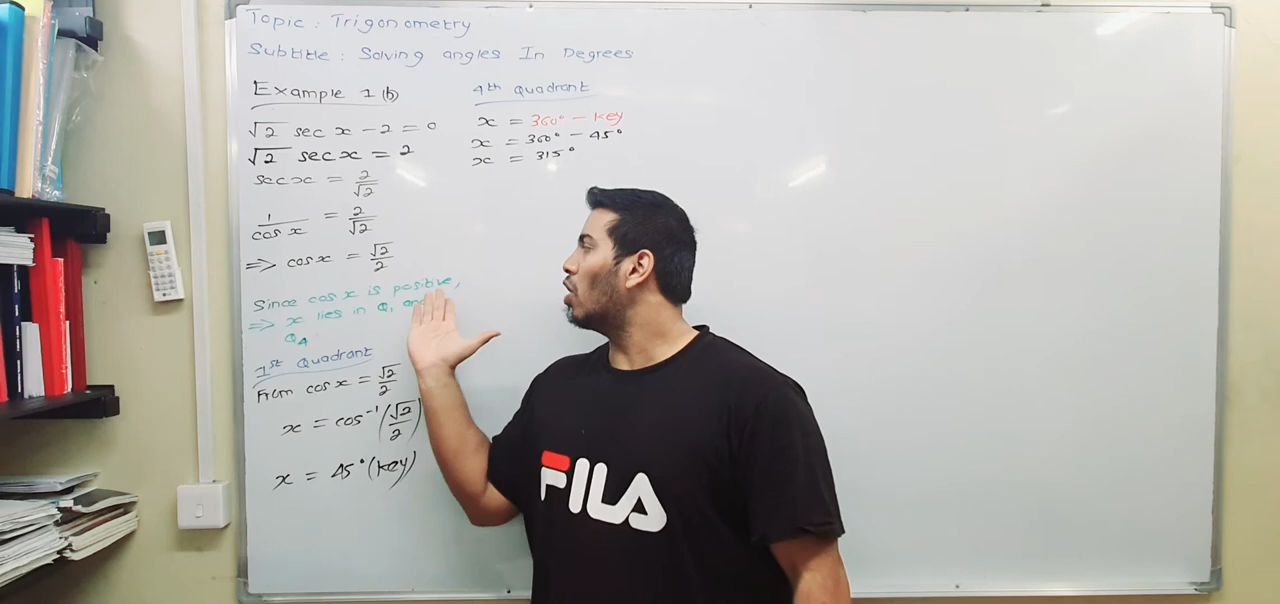 Topic : Trigonometry
Subtitle : Solving angles In Degrees
Example 1 (b)
√2 sec x - 2 = 0
√2 sec x = 2
sec x = 2/√2
1/cos x = 2/√2
⇒ cos x = √2/2
Since cos x is positive,
⇒ x lies in Q1 and
Q4
1st Quadrant
From cos x = √2/2
x = cos⁻¹(√2/2)
x = 45° (key)
4th Quadrant
x = 360° - key
x = 360° - 45°
x = 315°
FILA